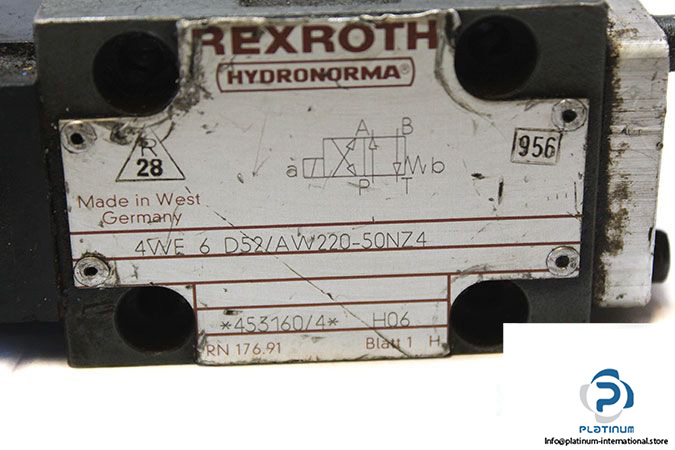 REXROTH
HYDRONORMA®
R
28
A B
a b
P T
956
Made in West
Germany
4WE 6 D52/AW220-50NZ4
*453160/4* H06
RN 176.91 Blatt 1 H
P
PLATINUM
Info@platinum-international.store